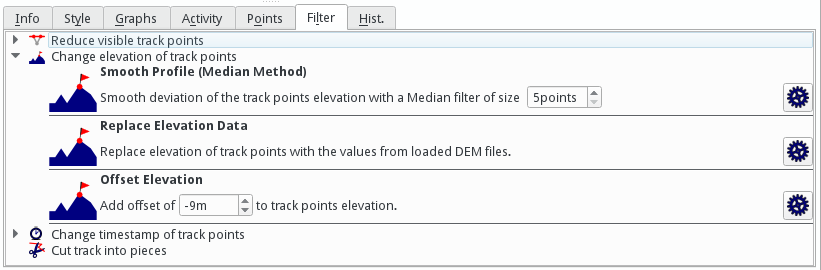 Info Style Graphs Activity Points Filter Hist.
Reduce visible track points
Change elevation of track points
Smooth Profile (Median Method)
Smooth deviation of the track points elevation with a Median filter of size 5points
Replace Elevation Data
Replace elevation of track points with the values from loaded DEM files.
Offset Elevation
Add offset of -9m to track points elevation.
Change timestamp of track points
Cut track into pieces